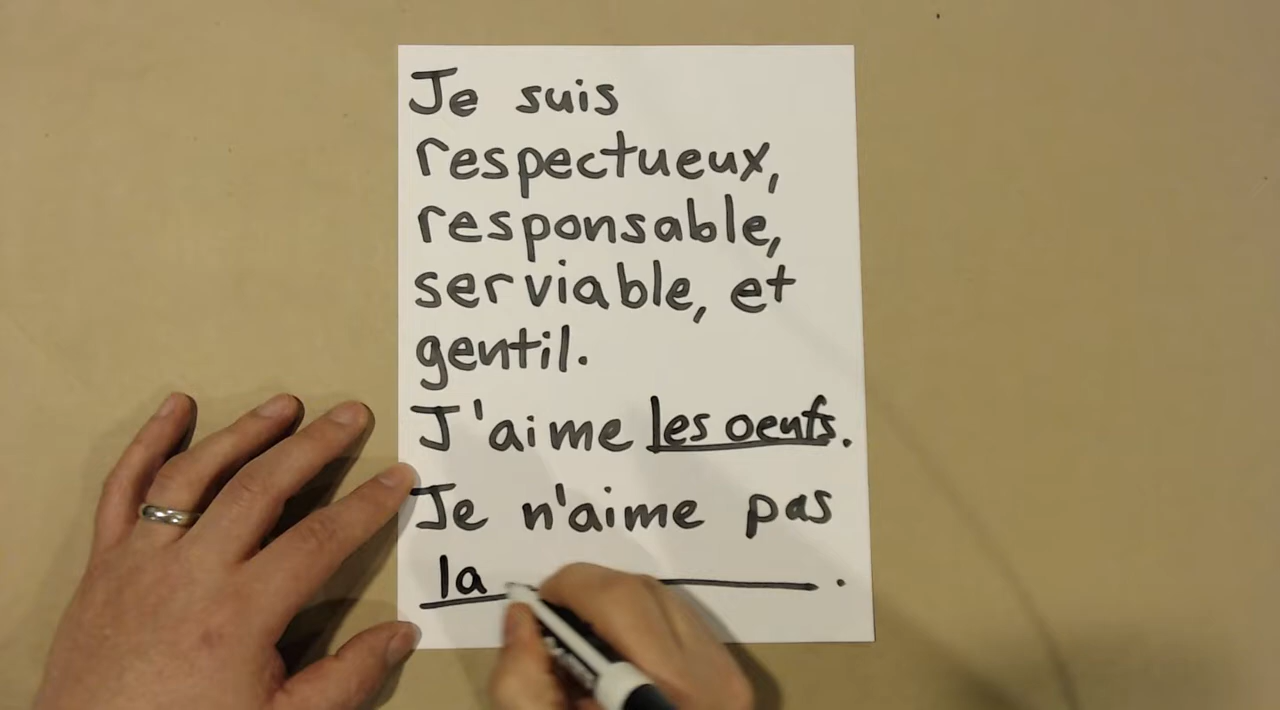 Je suis
respectueux,
responsable,
serviable, et
gentil.
J'aime les oeufs.
Je n'aime pas
la .